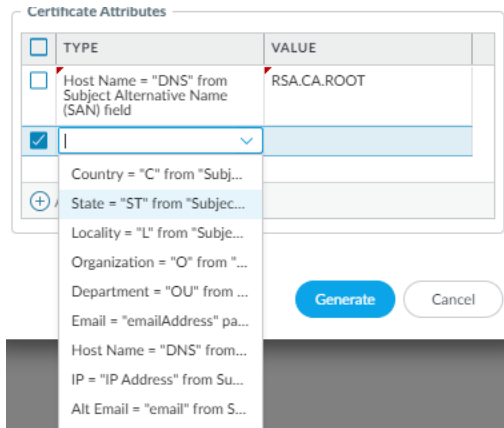 Certificate Attributes
TYPE VALUE
Host Name = "DNS" from RSA.CA.ROOT
Subject Alternative Name
(SAN) field
Country = "C" from "Subj...
State = "ST" from "Subjec...
Locality = "L" from "Subje...
Organization = "O" from "...
Department = "OU" from ...
Email = "emailAddress" pa...
Host Name = "DNS" from...
IP = "IP Address" from Su...
Alt Email = "email" from S...
Generate Cancel